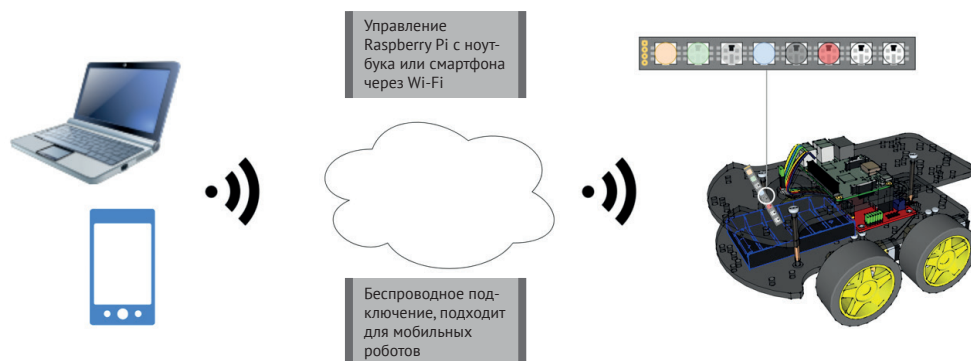 Управление
Raspberry Pi с ноут-
бука или смартфона
через Wi-Fi
Беспроводное под-
ключение, подходит
для мобильных
роботов